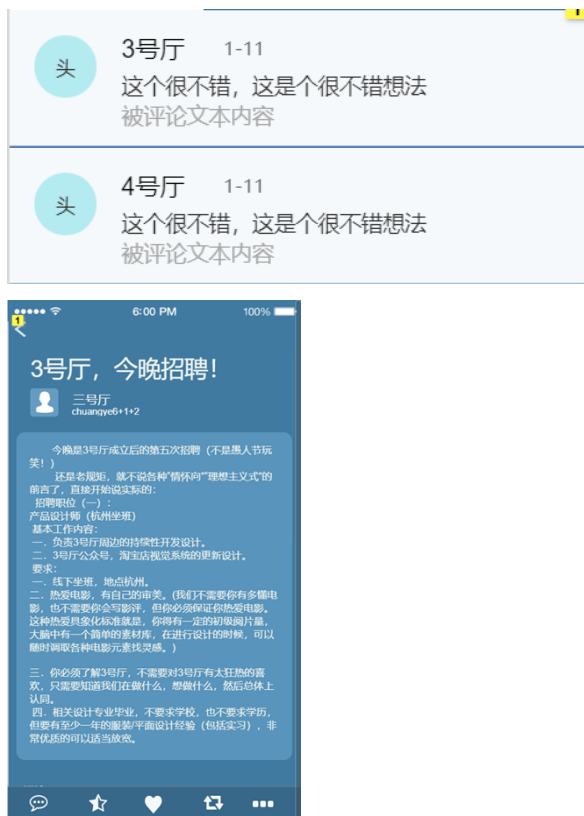 1
头
3号厅 1-11
这个很不错，这是个很不错想法
被评论文本内容
头
4号厅 1-11
这个很不错，这是个很不错想法
被评论文本内容
6:00 PM 100%
1
3号厅，今晚招聘！
三号厅
chuangye6+1+2
今晚是3号厅成立后的第五次招聘（不是愚人节玩
笑！）
还是老规矩，就不说各种“情怀向”“理想主义式”的
前言了，直接开始说实际的：
招聘职位（一）：
产品设计师（杭州坐班）
基本工作内容：
一．负责3号厅周边的持续性开发设计。
二．3号厅公众号，淘宝店视觉系统的更新设计。
要求：
一．线下坐班，地点杭州。
二．热爱电影，有自己的审美。(我们不需要你有多懂电
影，也不需要你会写影评，但你必须保证你热爱电影。
这种热爱具象化标准就是，你得有一定的初级阅片量，
大脑中有一个简单的素材库，在进行设计的时候，可以
随时调取各种电影元素找灵感。)
三．你必须了解3号厅，不需要对3号厅有太狂热的喜
欢，只需要知道我们在做什么，想做什么，然后总体上
认同。
四．相关设计专业毕业，不要求学校，也不要求学历，
但要有至少一年的服装/平面设计经验（包括实习），非
常优质的可以适当放宽。